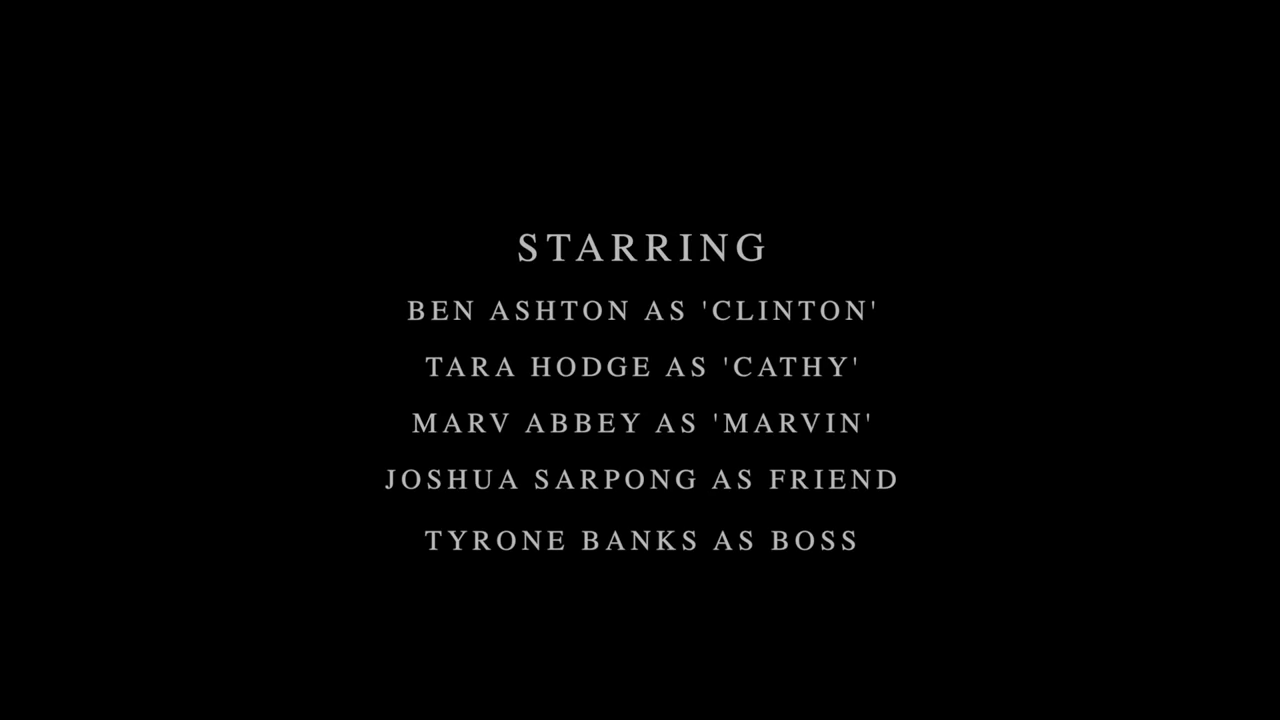 STARRING
BEN ASHTON AS 'CLINTON'
TARA HODGE AS 'CATHY'
MARV ABBEY AS 'MARVIN'
JOSHUA SARPONG AS FRIEND
TYRONE BANKS AS BOSS